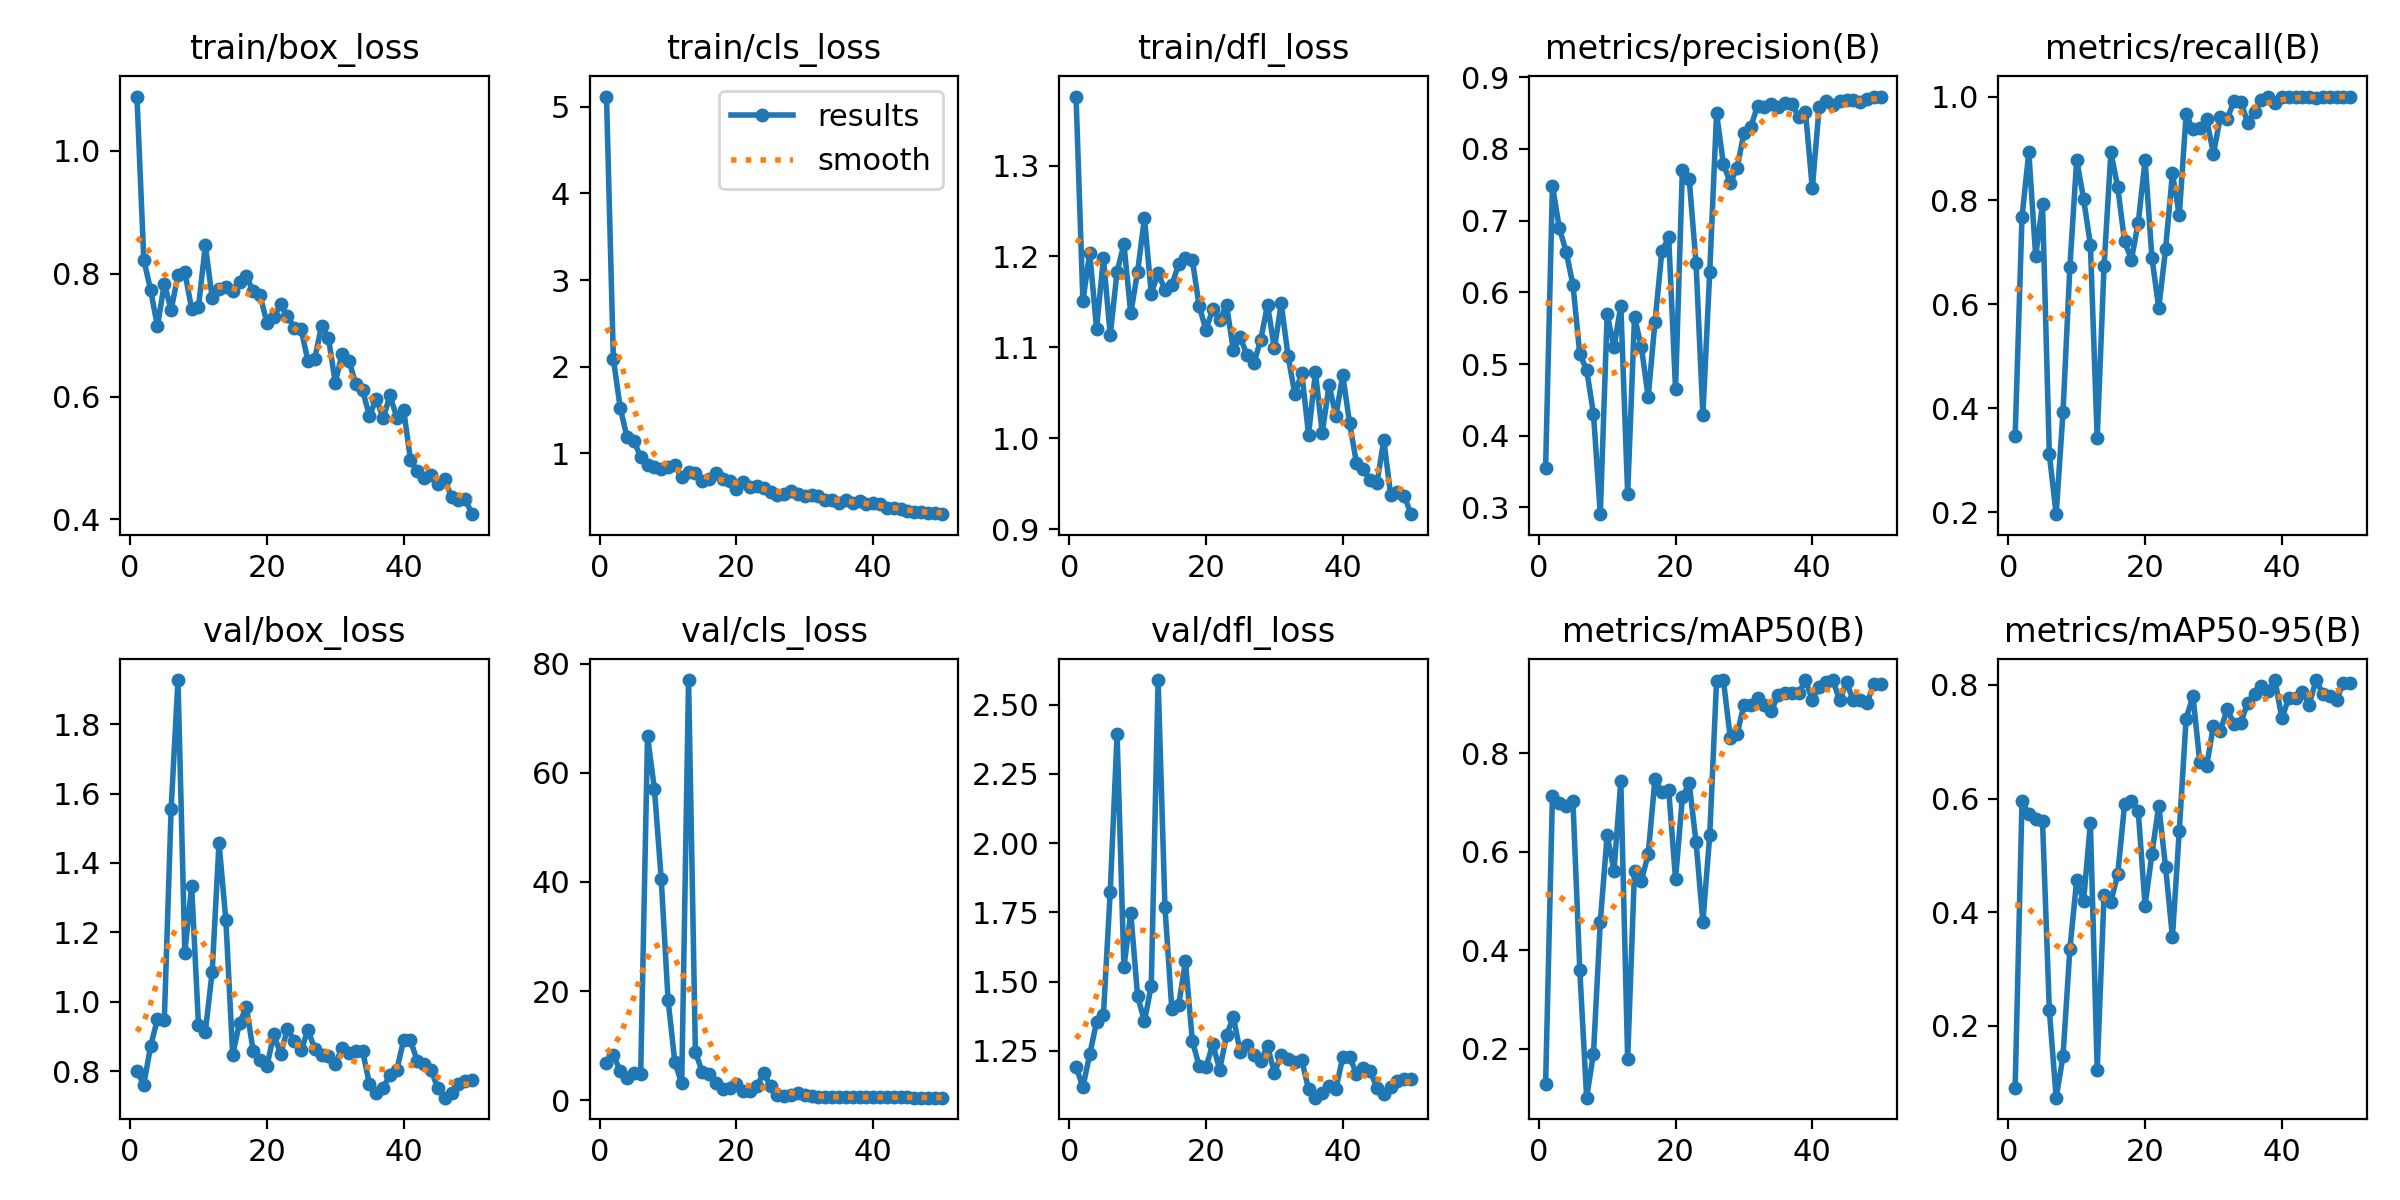 train/box_loss
train/cls_loss
train/dfl_loss
metrics/precision(B)
metrics/recall(B)
1.0
0.8
0.6
0.4
0 20 40
5
4
3
2
1
results
smooth
0 20 40
1.3
1.2
1.1
1.0
0.9
0 20 40
0.9
0.8
0.7
0.6
0.5
0.4
0.3
0 20 40
1.0
0.8
0.6
0.4
0.2
0 20 40
val/box_loss
val/cls_loss
val/dfl_loss
metrics/mAP50(B)
metrics/mAP50-95(B)
1.8
1.6
1.4
1.2
1.0
0.8
0 20 40
80
60
40
20
0
0 20 40
2.50
2.25
2.00
1.75
1.50
1.25
0 20 40
0.8
0.6
0.4
0.2
0 20 40
0.8
0.6
0.4
0.2
0 20 40